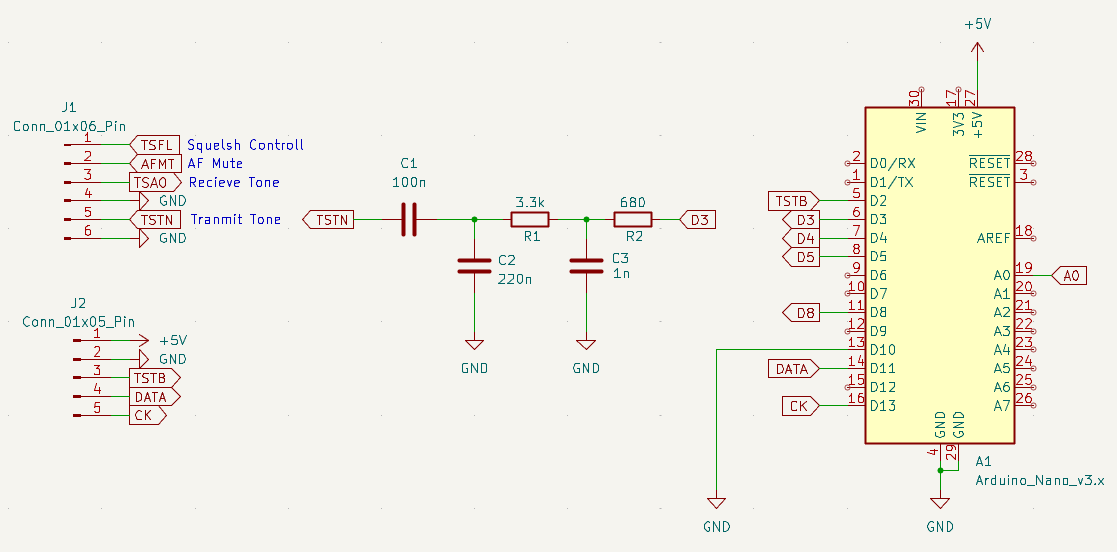 J1
Conn_01x06_Pin
1 TSFL Squelsh Controll
2 AFMT AF Mute
3 TSAO Recieve Tone
4 GND
5 TSTN Tranmit Tone
6 GND
J2
Conn_01x05_Pin
1 +5V
2 GND
3 TSTB
4 DATA
5 CK
TSTN
C1
100n
C2
220n
GND
3.3k
R1
C3
1n
GND
680
R2
D3
+5V
30 17 27
VIN 3V3 +5V
2 D0/RX RESET 28
1 D1/TX RESET 3
TSTB 5 D2
D3 6 D3 AREF 18
D4 7 D4
D5 8 D5
9 D6 A0 19 A0
10 D7 A1 20
D8 11 D8 A2 21
12 D9 A3 22
13 D10 A4 23
DATA 14 D11 A5 24
15 D12 A6 25
CK 16 D13 A7 26
GND GND
4 29
A1
Arduino_Nano_v3.x
GND
GND